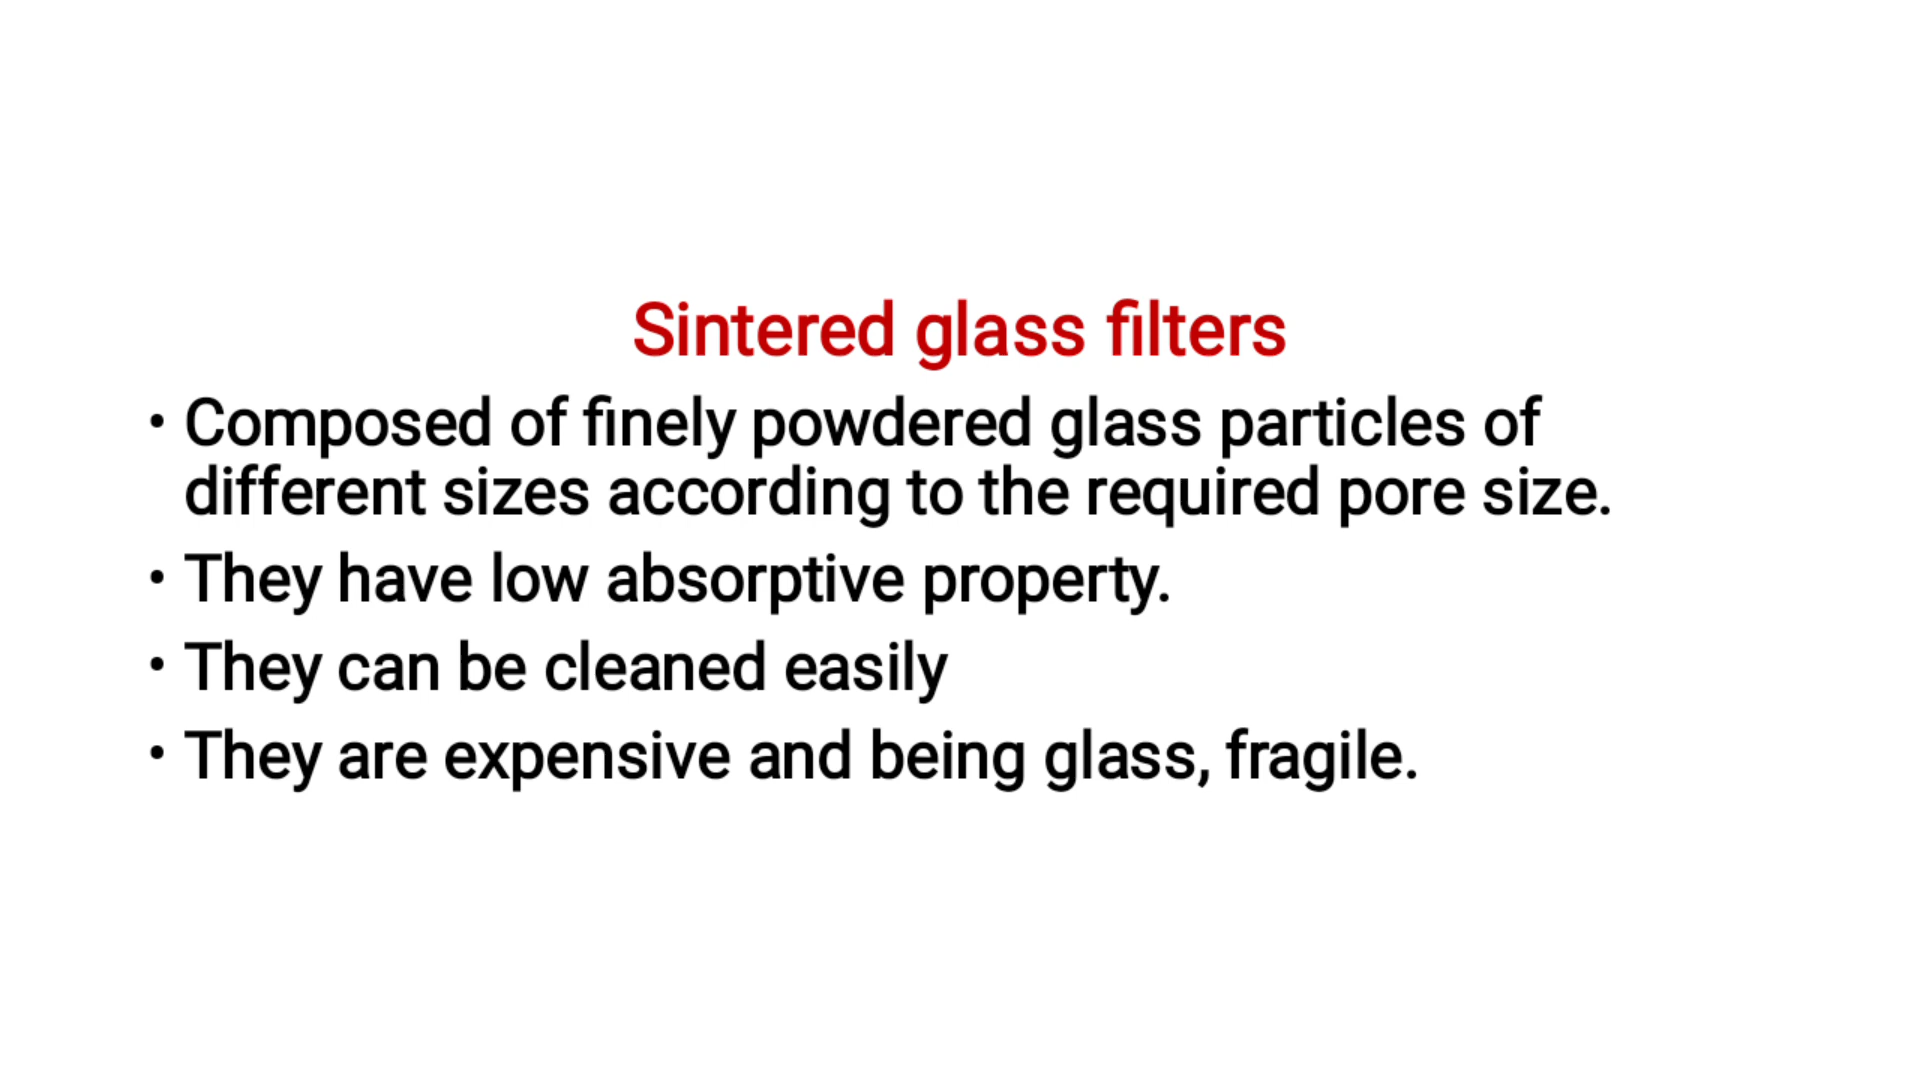 Sintered glass filters
• Composed of finely powdered glass particles of
different sizes according to the required pore size.
• They have low absorptive property.
• They can be cleaned easily
• They are expensive and being glass, fragile.